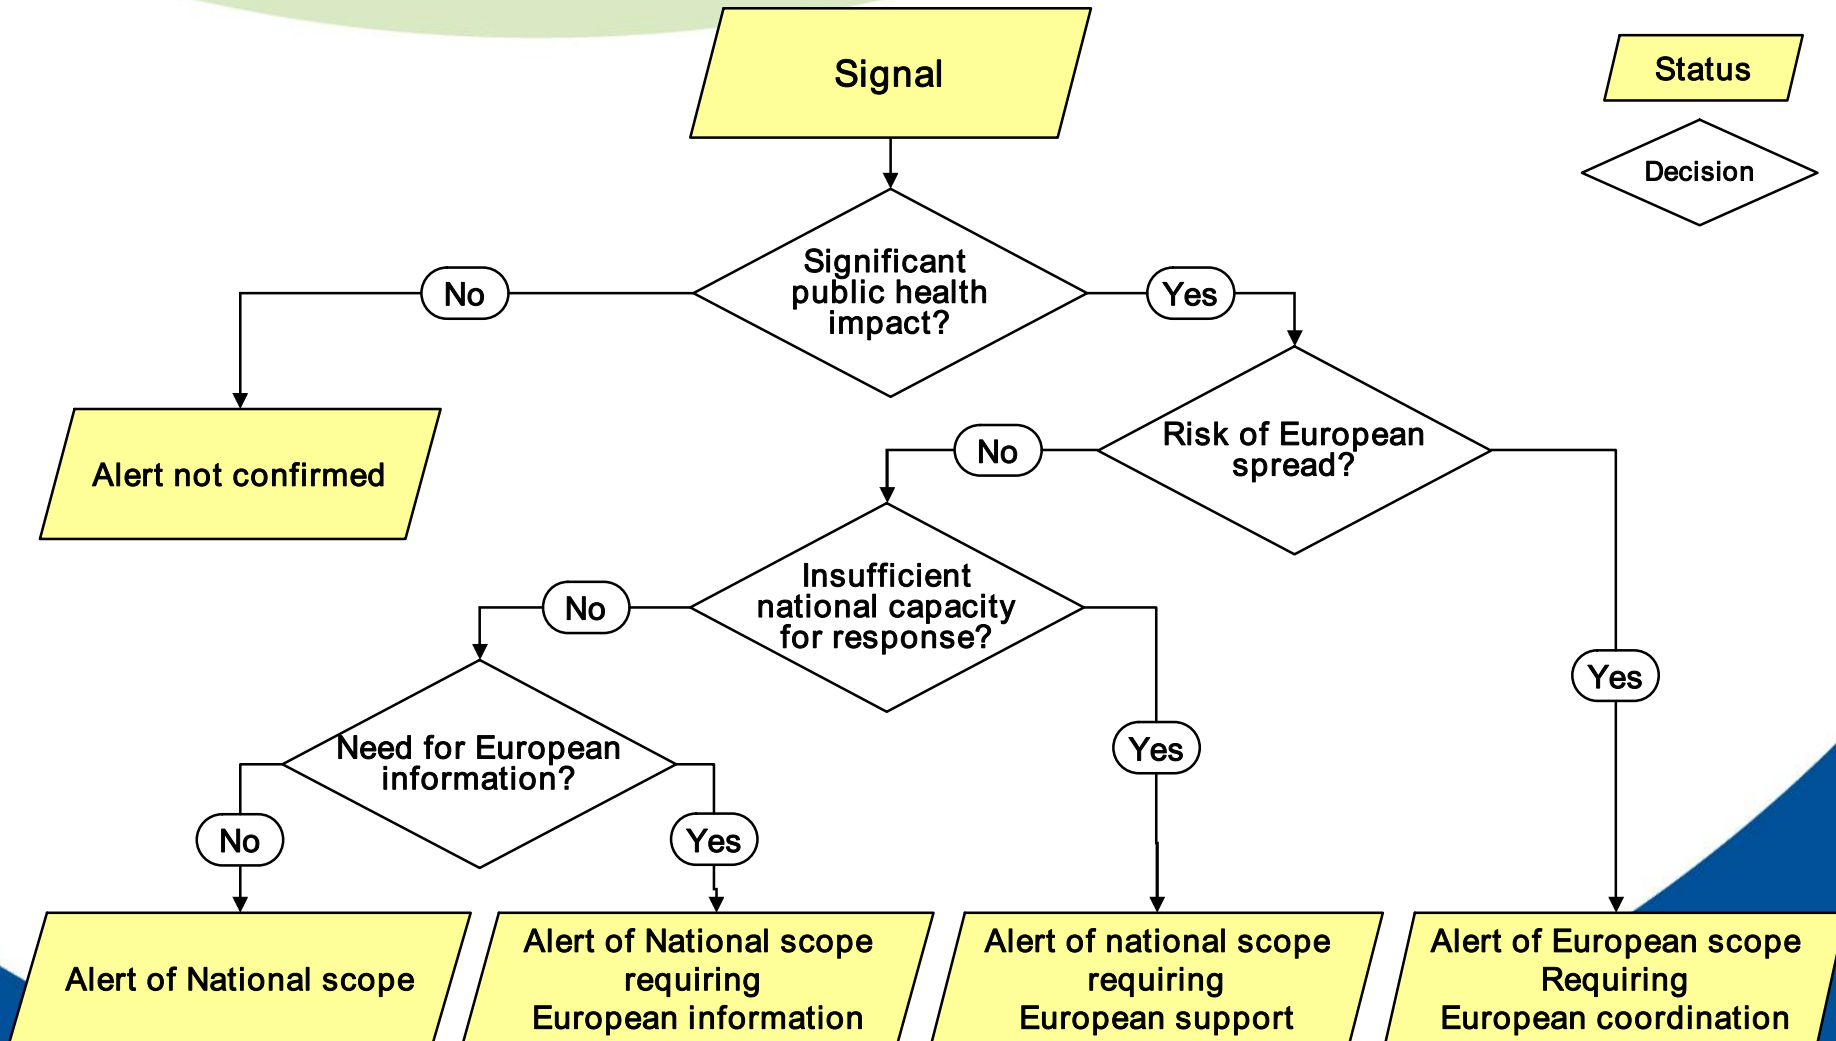 Signal
Status
Decision
Significant
public health
impact?
No
Yes
Risk of European
spread?
No
Alert not confirmed
Insufficient
national capacity
for response?
No
Yes
Need for European
information?
Yes
No
Yes
Alert of National scope
Alert of National scope
requiring
European information
Alert of national scope
requiring
European support
Alert of European scope
Requiring
European coordination